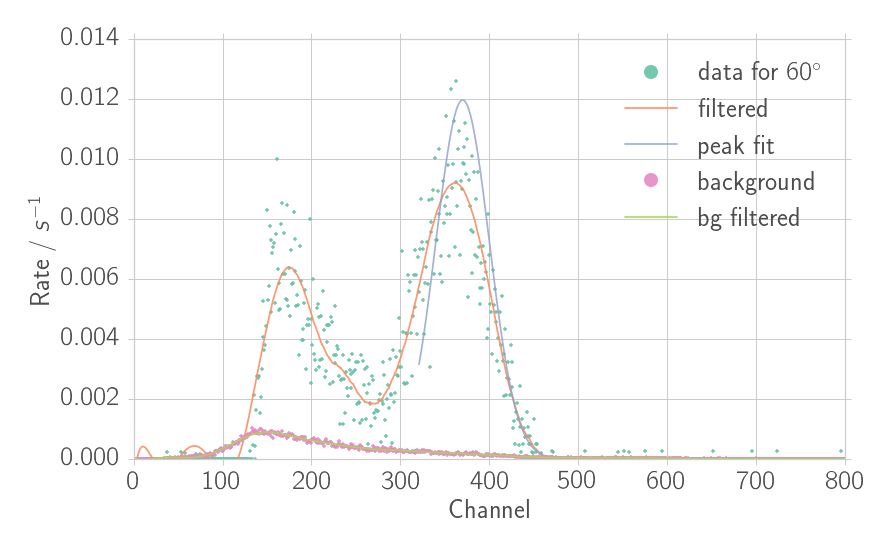 0.014
0.012
0.010
0.008
0.006
0.004
0.002
0.000
Rate / s⁻¹
data for 60°
filtered
peak fit
background
bg filtered
0 100 200 300 400 500 600 700 800
Channel